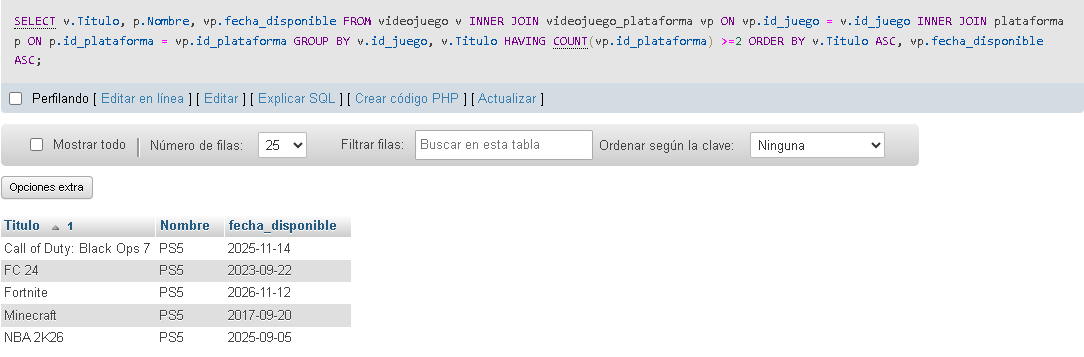 SELECT v.Titulo, p.Nombre, vp.fecha_disponible FROM videojuego v INNER JOIN videojuego_plataforma vp ON vp.id_juego = v.id_juego INNER JOIN plataforma
p ON p.id_plataforma = vp.id_plataforma GROUP BY v.id_juego, v.Titulo HAVING COUNT(vp.id_plataforma) >=2 ORDER BY v.Titulo ASC, vp.fecha_disponible
ASC;
Perfilando [ Editar en línea ] [ Editar ] [ Explicar SQL ] [ Crear código PHP ] [ Actualizar ]
Mostrar todo | Número de filas: 25 Filtrar filas: Buscar en esta tabla Ordenar según la clave: Ninguna
Opciones extra
Titulo 1 Nombre fecha_disponible
Call of Duty: Black Ops 7 PS5 2025-11-14
FC 24 PS5 2023-09-22
Fortnite PS5 2026-11-12
Minecraft PS5 2017-09-20
NBA 2K26 PS5 2025-09-05